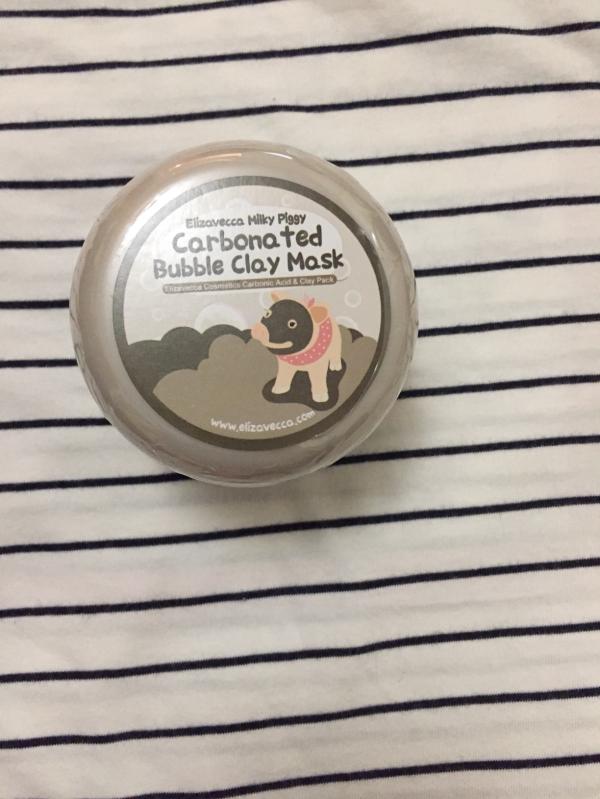 Elizavecca Milky Piggy
Carbonated
Bubble Clay Mask
Elizavecca Cosmetics Carbonic Acid & Clay Pack
www.elizavecca.com